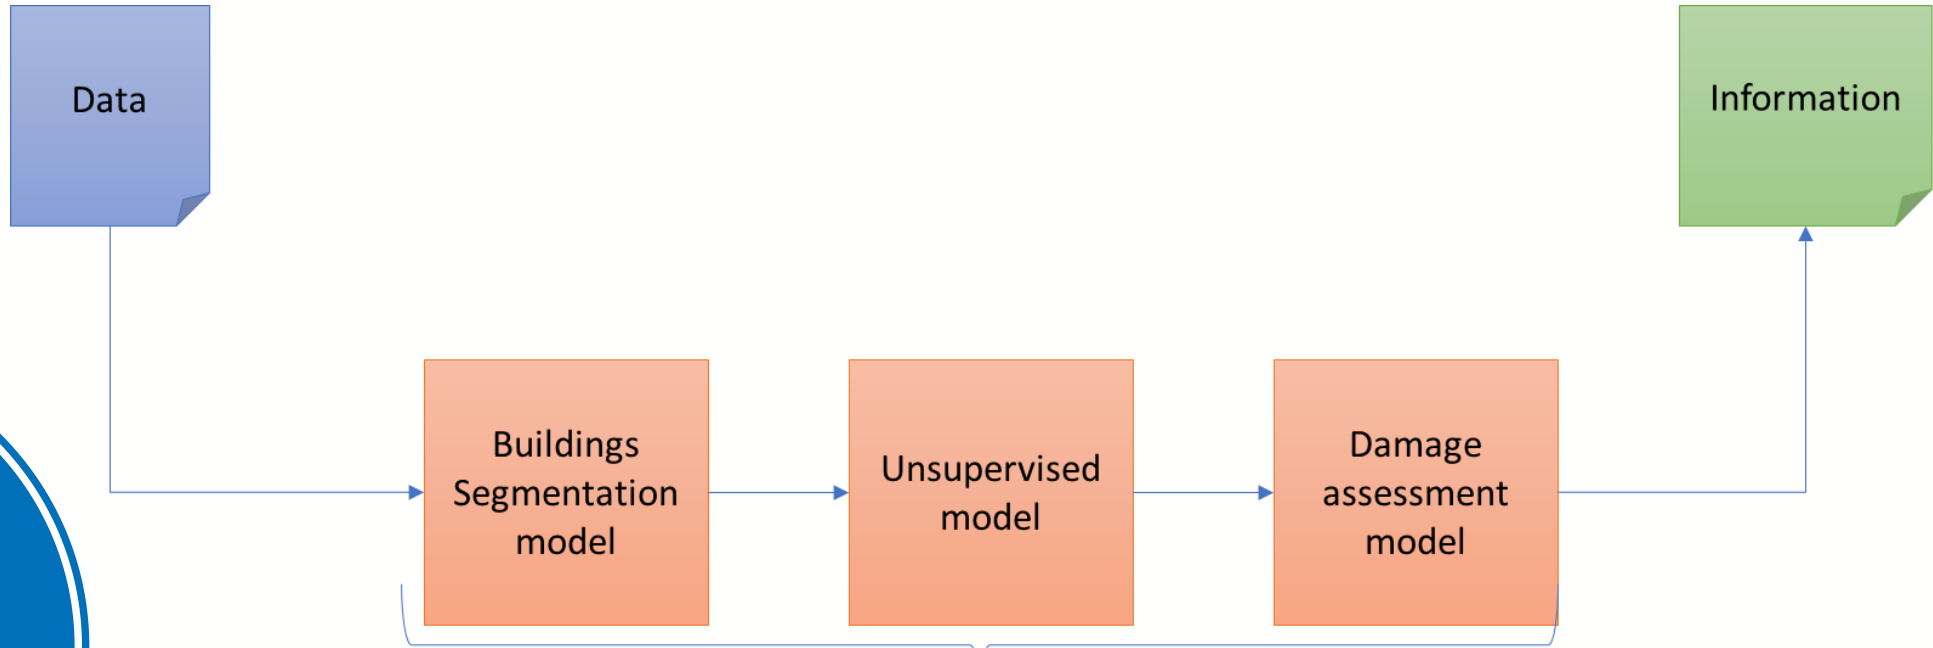 Data
Information
Buildings
Segmentation
model
Unsupervised
model
Damage
assessment
model